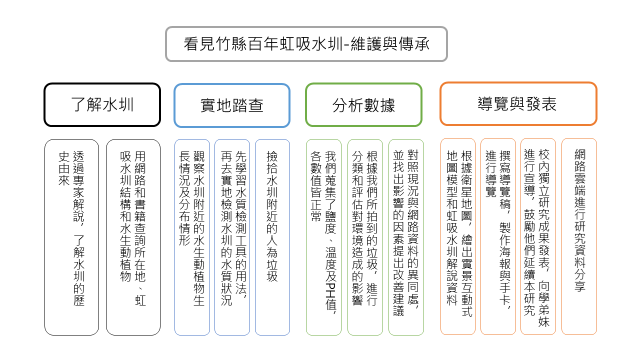 看見竹縣百年虹吸水圳-維護與傳承
了解水圳
實地踏查
分析數據
導覽與發表
透過專家解說，了解水圳的歷
史由來
用網路和書籍查詢所在地、虹
吸水圳結構和水生動植物
觀察水圳附近的水生動植物生
長情況及分布情形
先學習水質檢測工具的用法，
再去實地檢測水圳的水質狀況
撿拾水圳附近的人為垃圾
我們蒐集了鹽度、溫度及PH值，
各數值皆正常
根據我們所拍到的垃圾，進行
分類和評估對環境造成的影響
對照現況與網路資料的異同處，
並找出影響的因素提出改善建議
根據衛星地圖，繪出實景互動式
地圖模型和虹吸水圳解說資料
撰寫導覽稿，製作海報與手卡，
進行導覽
校內獨立研究成果發表，向學弟妹
進行宣導，鼓勵他們延續本研究
網路雲端進行研究資料分享